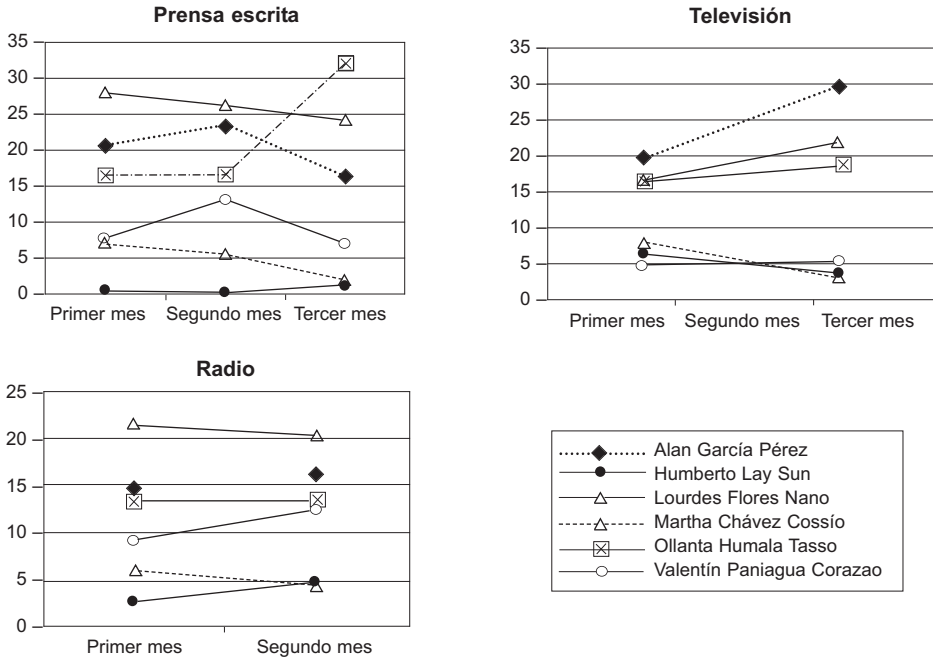 Prensa escrita
35
30
25
20
15
10
5
0
Primer mes Segundo mes Tercer mes
Televisión
35
30
25
20
15
10
5
0
Primer mes Segundo mes Tercer mes
Radio
25
20
15
10
5
0
Primer mes Segundo mes
Alan García Pérez
Humberto Lay Sun
Lourdes Flores Nano
Martha Chávez Cossío
Ollanta Humala Tasso
Valentín Paniagua Corazao